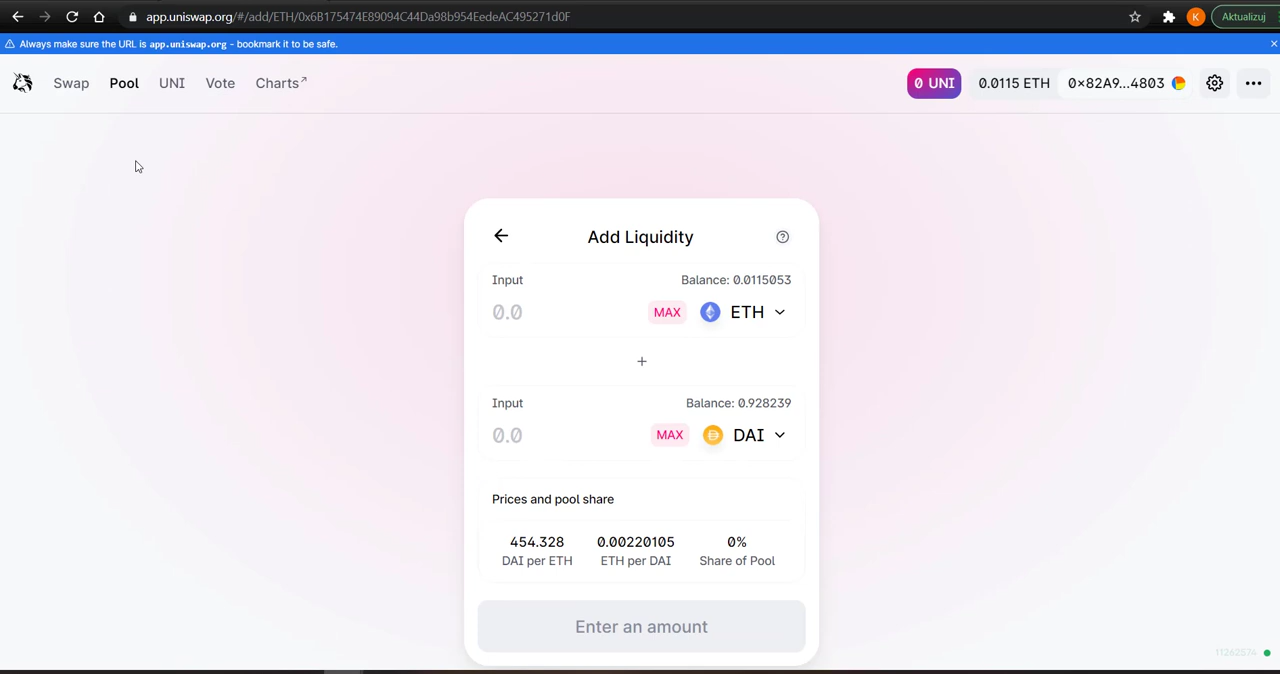 app.uniswap.org/#/add/ETH/0x6B175474E89094C44Da98b954EedeAC495271d0F
K
Aktualizuj
Always make sure the URL is app.uniswap.org - bookmark it to be safe.
Swap Pool UNI Vote Charts↗ 0 UNI 0.0115 ETH 0×82A9...4803
Add Liquidity
Input Balance: 0.0115053
0.0 MAX ETH
+
Input Balance: 0.928239
0.0 MAX DAI
Prices and pool share
454.328 0.00220105 0%
DAI per ETH ETH per DAI Share of Pool
Enter an amount
11262574